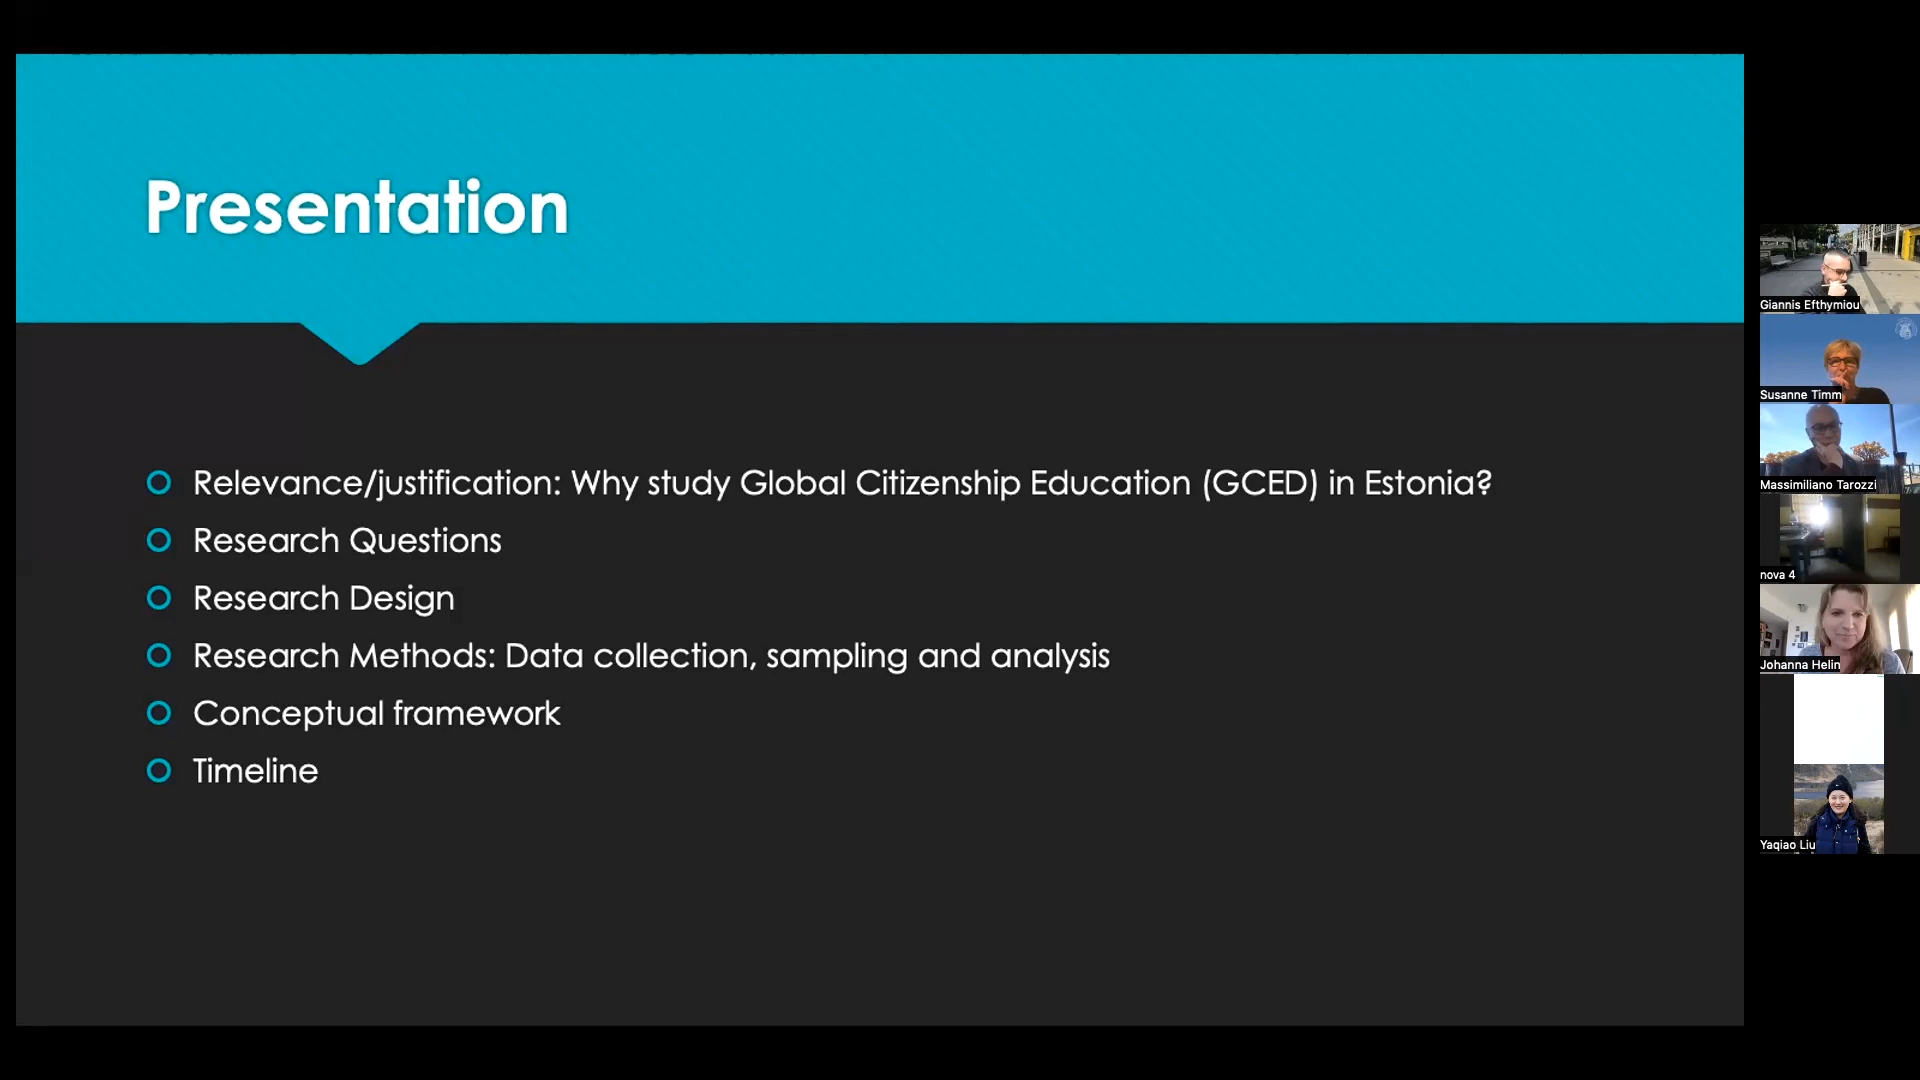 Presentation
Relevance/justification: Why study Global Citizenship Education (GCED) in Estonia?
Research Questions
Research Design
Research Methods: Data collection, sampling and analysis
Conceptual framework
Timeline
Giannis Efthymiou
Susanne Timm
Massimiliano Tarozzi
nova 4
Johanna Helin
Yaqiao Liu